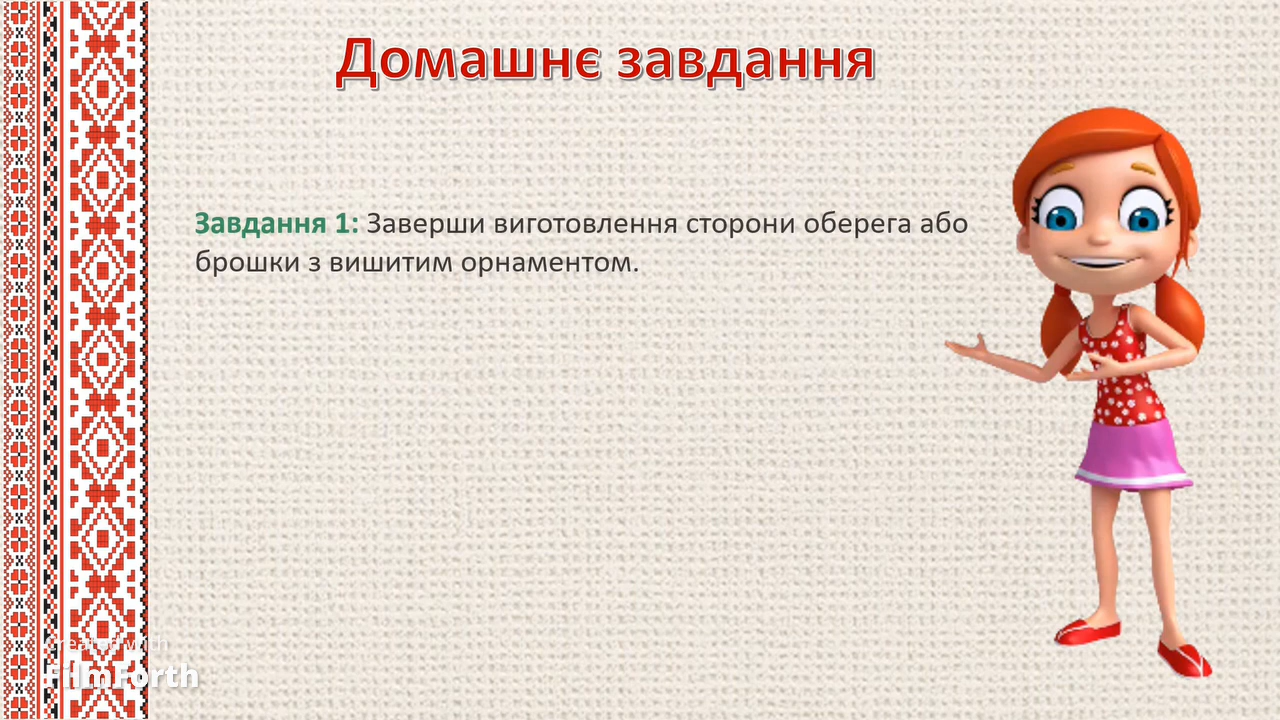 Домашнє завдання
Завдання 1: Заверши виготовлення сторони оберега або
брошки з вишитим орнаментом.
created with
FilmForth